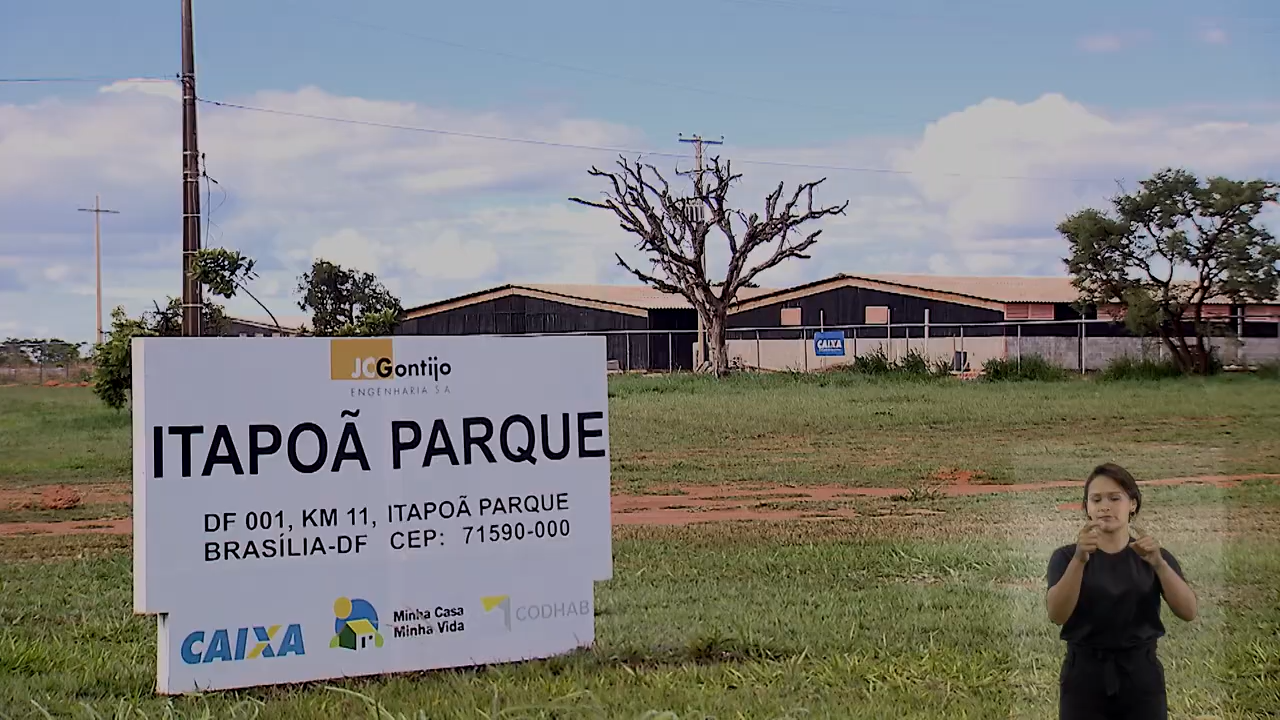 JCGontijo
ENGENHARIA S.A
ITAPOÃ PARQUE
DF 001, KM 11, ITAPOÃ PARQUE
BRASÍLIA-DF CEP: 71590-000
CAIXA
Minha Casa
Minha Vida
CODHAB
CAIXA